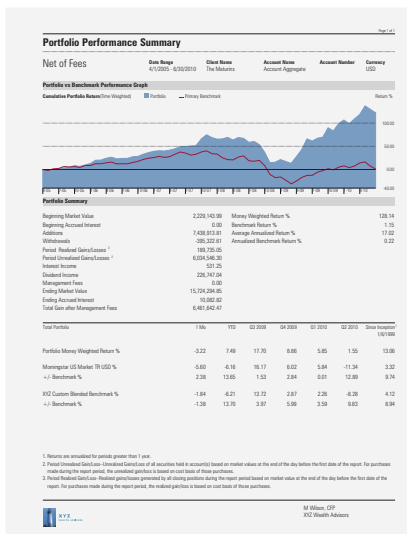 Page 1 of 1
Portfolio Performance Summary
Net of Fees
Date Range Client Name Account Name Account Number Currency
4/1/2005 - 6/30/2010 The Maturins Account Aggregate USD
Portfolio vs Benchmark Performance Graph
Cumulative Portfolio Return(Time Weighted) Portfolio Primary Benchmark Return %
100.00
50.00
0.00
-40.00
Portfolio Summary
Beginning Market Value 2,229,143.99 Money Weighted Return % 128.14
Beginning Accrued Interest 0.00 Benchmark Return % 1.15
Additions 7,438,913.81 Average Annualized Return % 17.02
Withdrawals -395,322.61 Annualized Benchmark Return % 0.22
Period Realized Gains/Losses 189,735.05
Period Unrealized Gains/Losses 6,034,546.30
Interest Income 531.25
Dividend Income 226,747.04
Management Fees 0.00
Ending Market Value 15,724,294.85
Ending Accrued Interest 10,082.82
Total Gain after Management Fees 6,461,642.47
Total Portfolio 1 Mo YTD Q3 2009 Q4 2009 Q1 2010 Q2 2010 Since Inception
1/6/1999
Portfolio Money Weighted Return % -3.22 7.49 17.70 8.86 5.85 1.55 13.06
Morningstar US Market TR USD % -5.60 -6.16 16.17 6.02 5.84 -11.34 3.32
+/- Benchmark % 2.38 13.65 1.53 2.84 0.01 12.89 9.74
XYZ Custom Blended Benchmark % -1.84 -6.21 13.72 2.87 2.26 -8.28 4.12
+/- Benchmark % -1.38 13.70 3.97 5.99 3.59 9.83 8.94
1. Returns are annualized for periods greater than 1 year.
2. Period Unrealized Gain/Loss--Unrealized Gains/Loss of all securities held in account(s) based on market values at the end of the day before the first date of the report. For purchases
made during the report period, the unrealized gain/loss is based on cost basis of those purchases.
3. Period Realized Gain/Loss--Realized gains/losses generated by all closing positions during the report period based on market value at the end of the day before the first date of the
report. For purchases made during the report period, the realized gain/loss is based on cost basis of those purchases.
XYZ
M Wilson, CFP
XYZ Wealth Advisors